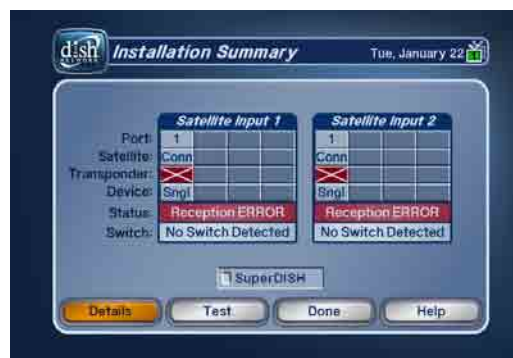 dish
NETWORK
Installation Summary
Tue, January 22
Satellite Input 1 Satellite Input 2
Port: 1 1
Satellite: Conn Conn
Transponder:
Device: Sngl Sngl
Status: Reception ERROR Reception ERROR
Switch: No Switch Detected No Switch Detected
SuperDISH
Details Test Done Help